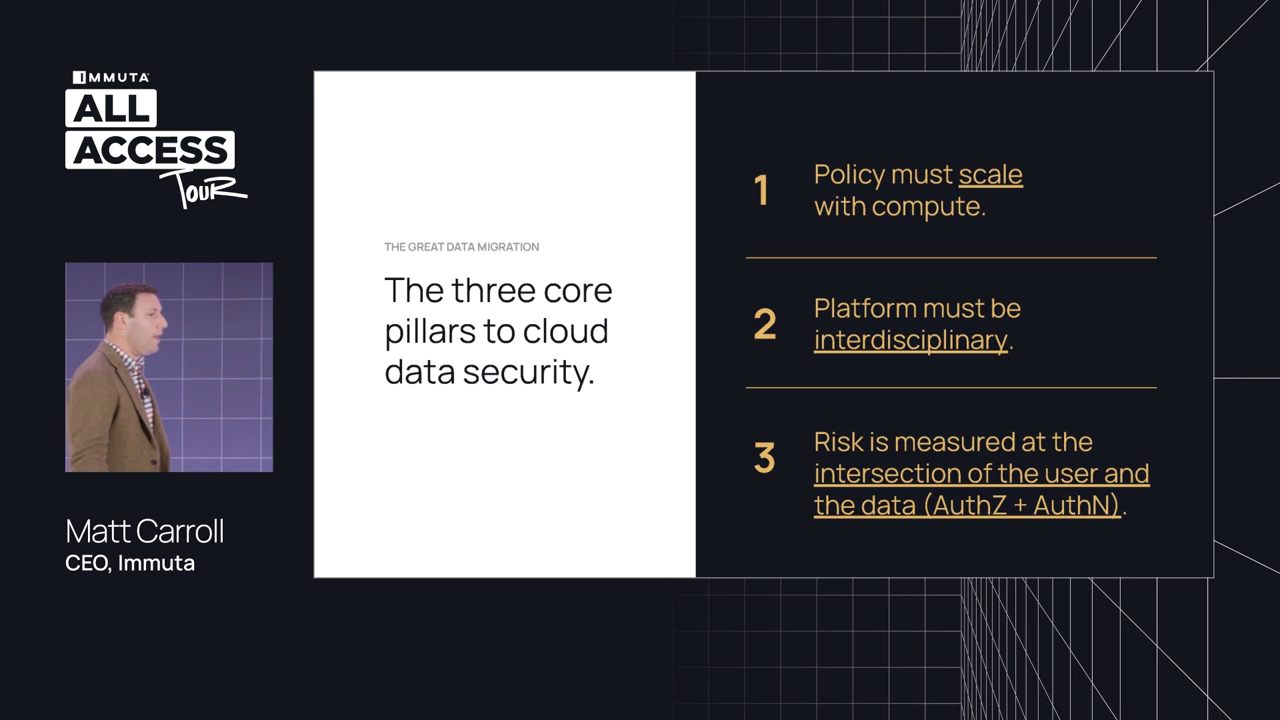 IMMUTA
ALL
ACCESS
TOUR
Matt Carroll
CEO, Immuta
THE GREAT DATA MIGRATION
The three core
pillars to cloud
data security.
1
Policy must scale
with compute.
2
Platform must be
interdisciplinary.
3
Risk is measured at the
intersection of the user and
the data (AuthZ + AuthN).